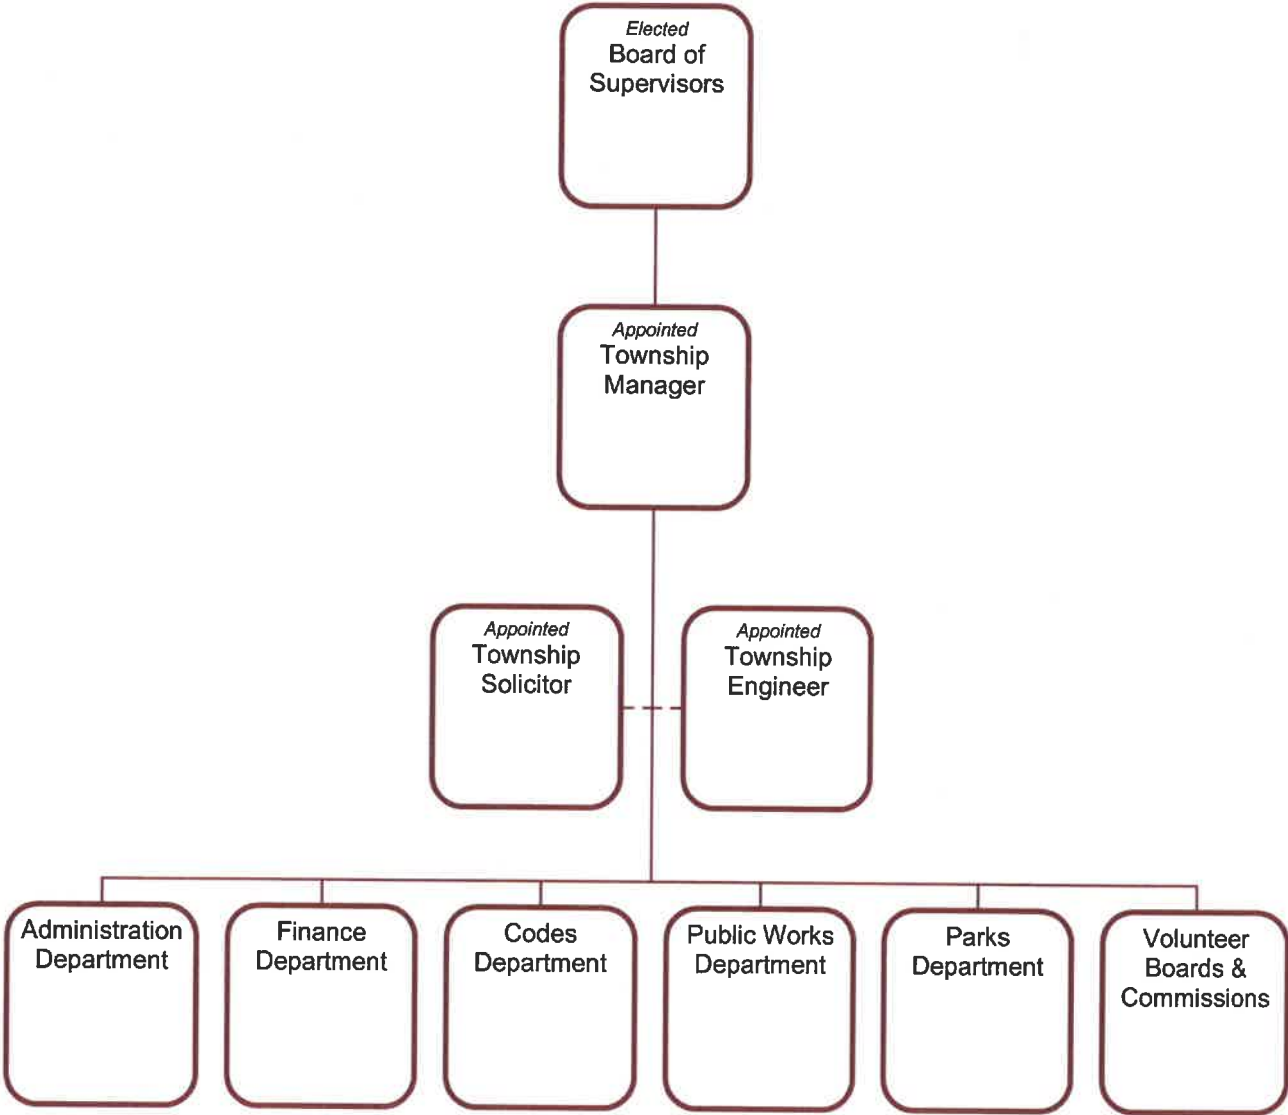 Elected
Board of
Supervisors
Appointed
Township
Manager
Appointed
Township
Solicitor
Appointed
Township
Engineer
Administration
Department
Finance
Department
Codes
Department
Public Works
Department
Parks
Department
Volunteer
Boards &
Commissions